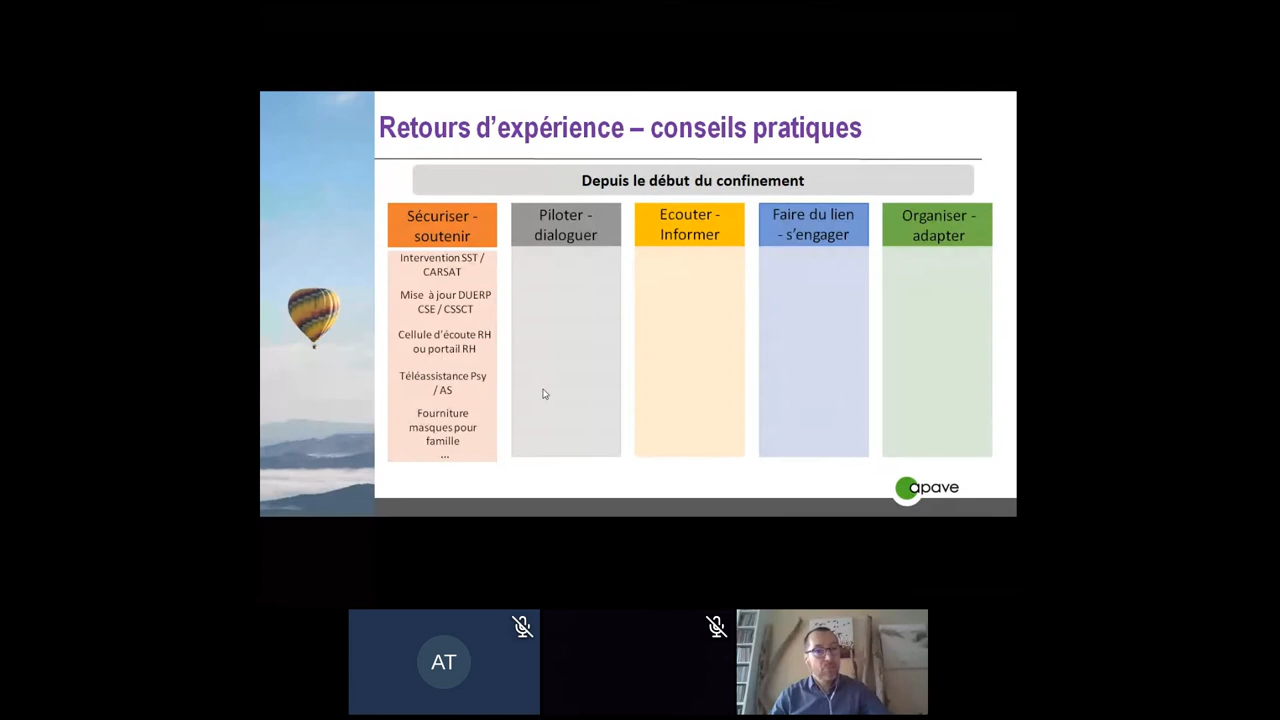 Retours d'expérience – conseils pratiques
Depuis le début du confinement
Sécuriser -
soutenir
Piloter -
dialoguer
Ecouter -
Informer
Faire du lien
- s'engager
Organiser -
adapter
Intervention SST /
CARSAT
Mise à jour DUERP
CSE / CSSCT
Cellule d'écoute RH
ou portail RH
Téléassistance Psy
/ AS
Fourniture
masques pour
famille
...
apave
AT